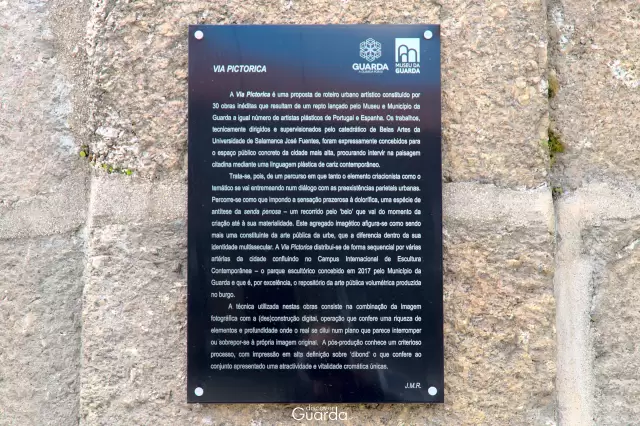 GUARDA
MUSEU DA
GUARDA
VIA PICTORICA
A Via Pictorica é uma proposta de roteiro urbano artístico constituído por
30 obras inéditas que resultam de um repto lançado pelo Museu e Município da
Guarda a igual número de artistas plásticos de Portugal e Espanha. Os trabalhos,
tecnicamente dirigidos e supervisionados pelo catedrático de Belas Artes da
Universidade de Salamanca José Fuentes, foram expressamente concebidos para
o espaço público concreto da cidade mais alta, procurando intervir na paisagem
citadina mediante uma linguagem plástica de cariz contemporâneo.
Trata-se, pois, de um percurso em que tanto o elemento criacionista como o
temático se vai entremeando num diálogo com as preexistências parietais urbanas.
Percorre-se como que impondo a sensação prazerosa à dolorífica, uma espécie de
antítese da senda penosa – um recorrido pelo 'belo' que vai do momento da
criação até à sua materialidade. Este agregado imagético afigura-se como sendo
mais uma constituinte da arte pública da urbe, que a diferencia dentro da sua
identidade multissecular. A Via Pictorica distribui-se de forma sequencial por várias
artérias da cidade confluindo no Campus Internacional de Escultura
Contemporânea – o parque escultórico concebido em 2017 pelo Município da
Guarda e que é, por excelência, o repositório da arte pública volumétrica produzida
no burgo.
A técnica utilizada nestas obras consiste na combinação da imagem
fotográfica com a (des)construção digital, operação que confere uma riqueza de
elementos e profundidade onde o real se dilui num plano que parece interromper
ou sobrepor-se à própria imagem original. A pós-produção conhece um criterioso
processo, com impressão em alta definição sobre 'dibond' o que confere ao
conjunto apresentado uma atractividade e vitalidade cromática únicas.
J.M.R.
discover
Guarda